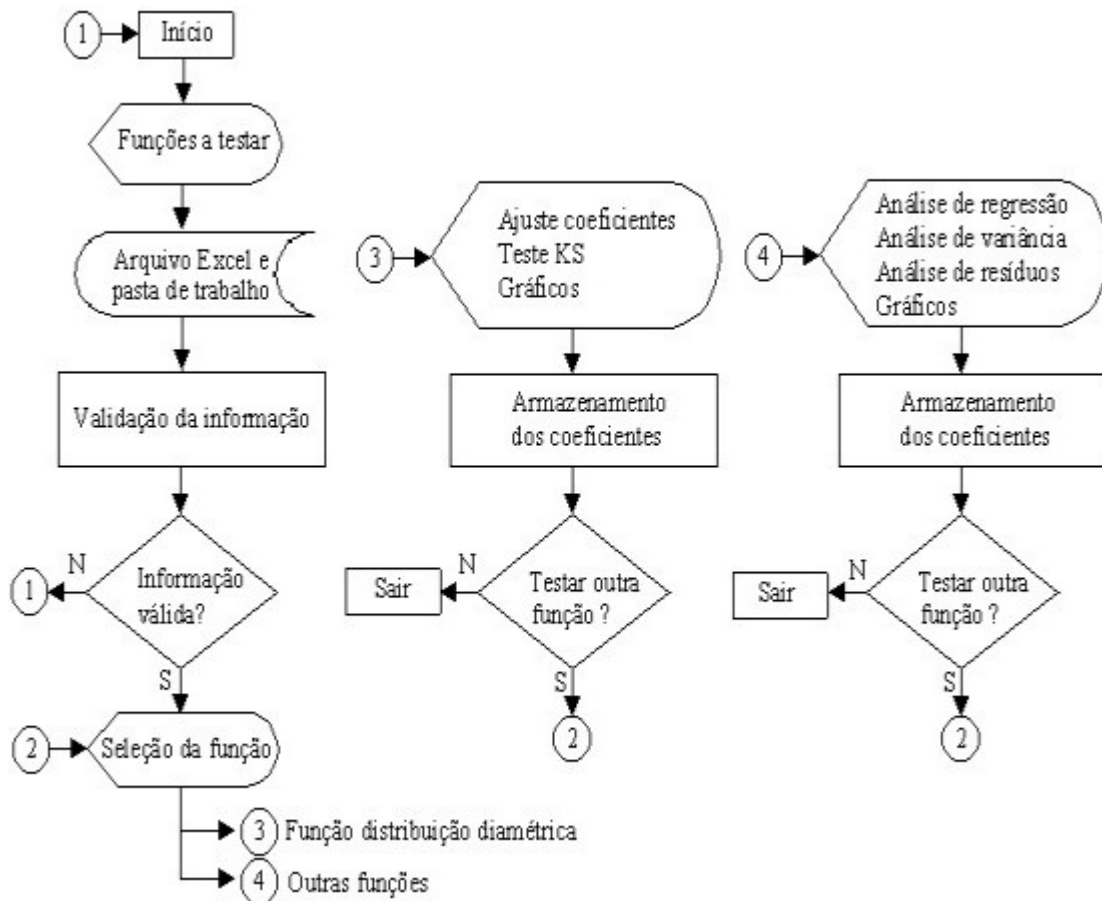 1
Início
Funções a testar
Arquivo Excel e
pasta de trabalho
Validação da informação
Informação
válida?
N
1
S
2
Seleção da função
3 Função distribuição diamétrica
4 Outras funções
3
Ajuste coeficientes
Teste KS
Gráficos
Armazenamento
dos coeficientes
Testar outra
função ?
N
Sair
S
2
4
Análise de regressão
Análise de variância
Análise de resíduos
Gráficos
Armazenamento
dos coeficientes
Testar outra
função ?
N
Sair
S
2